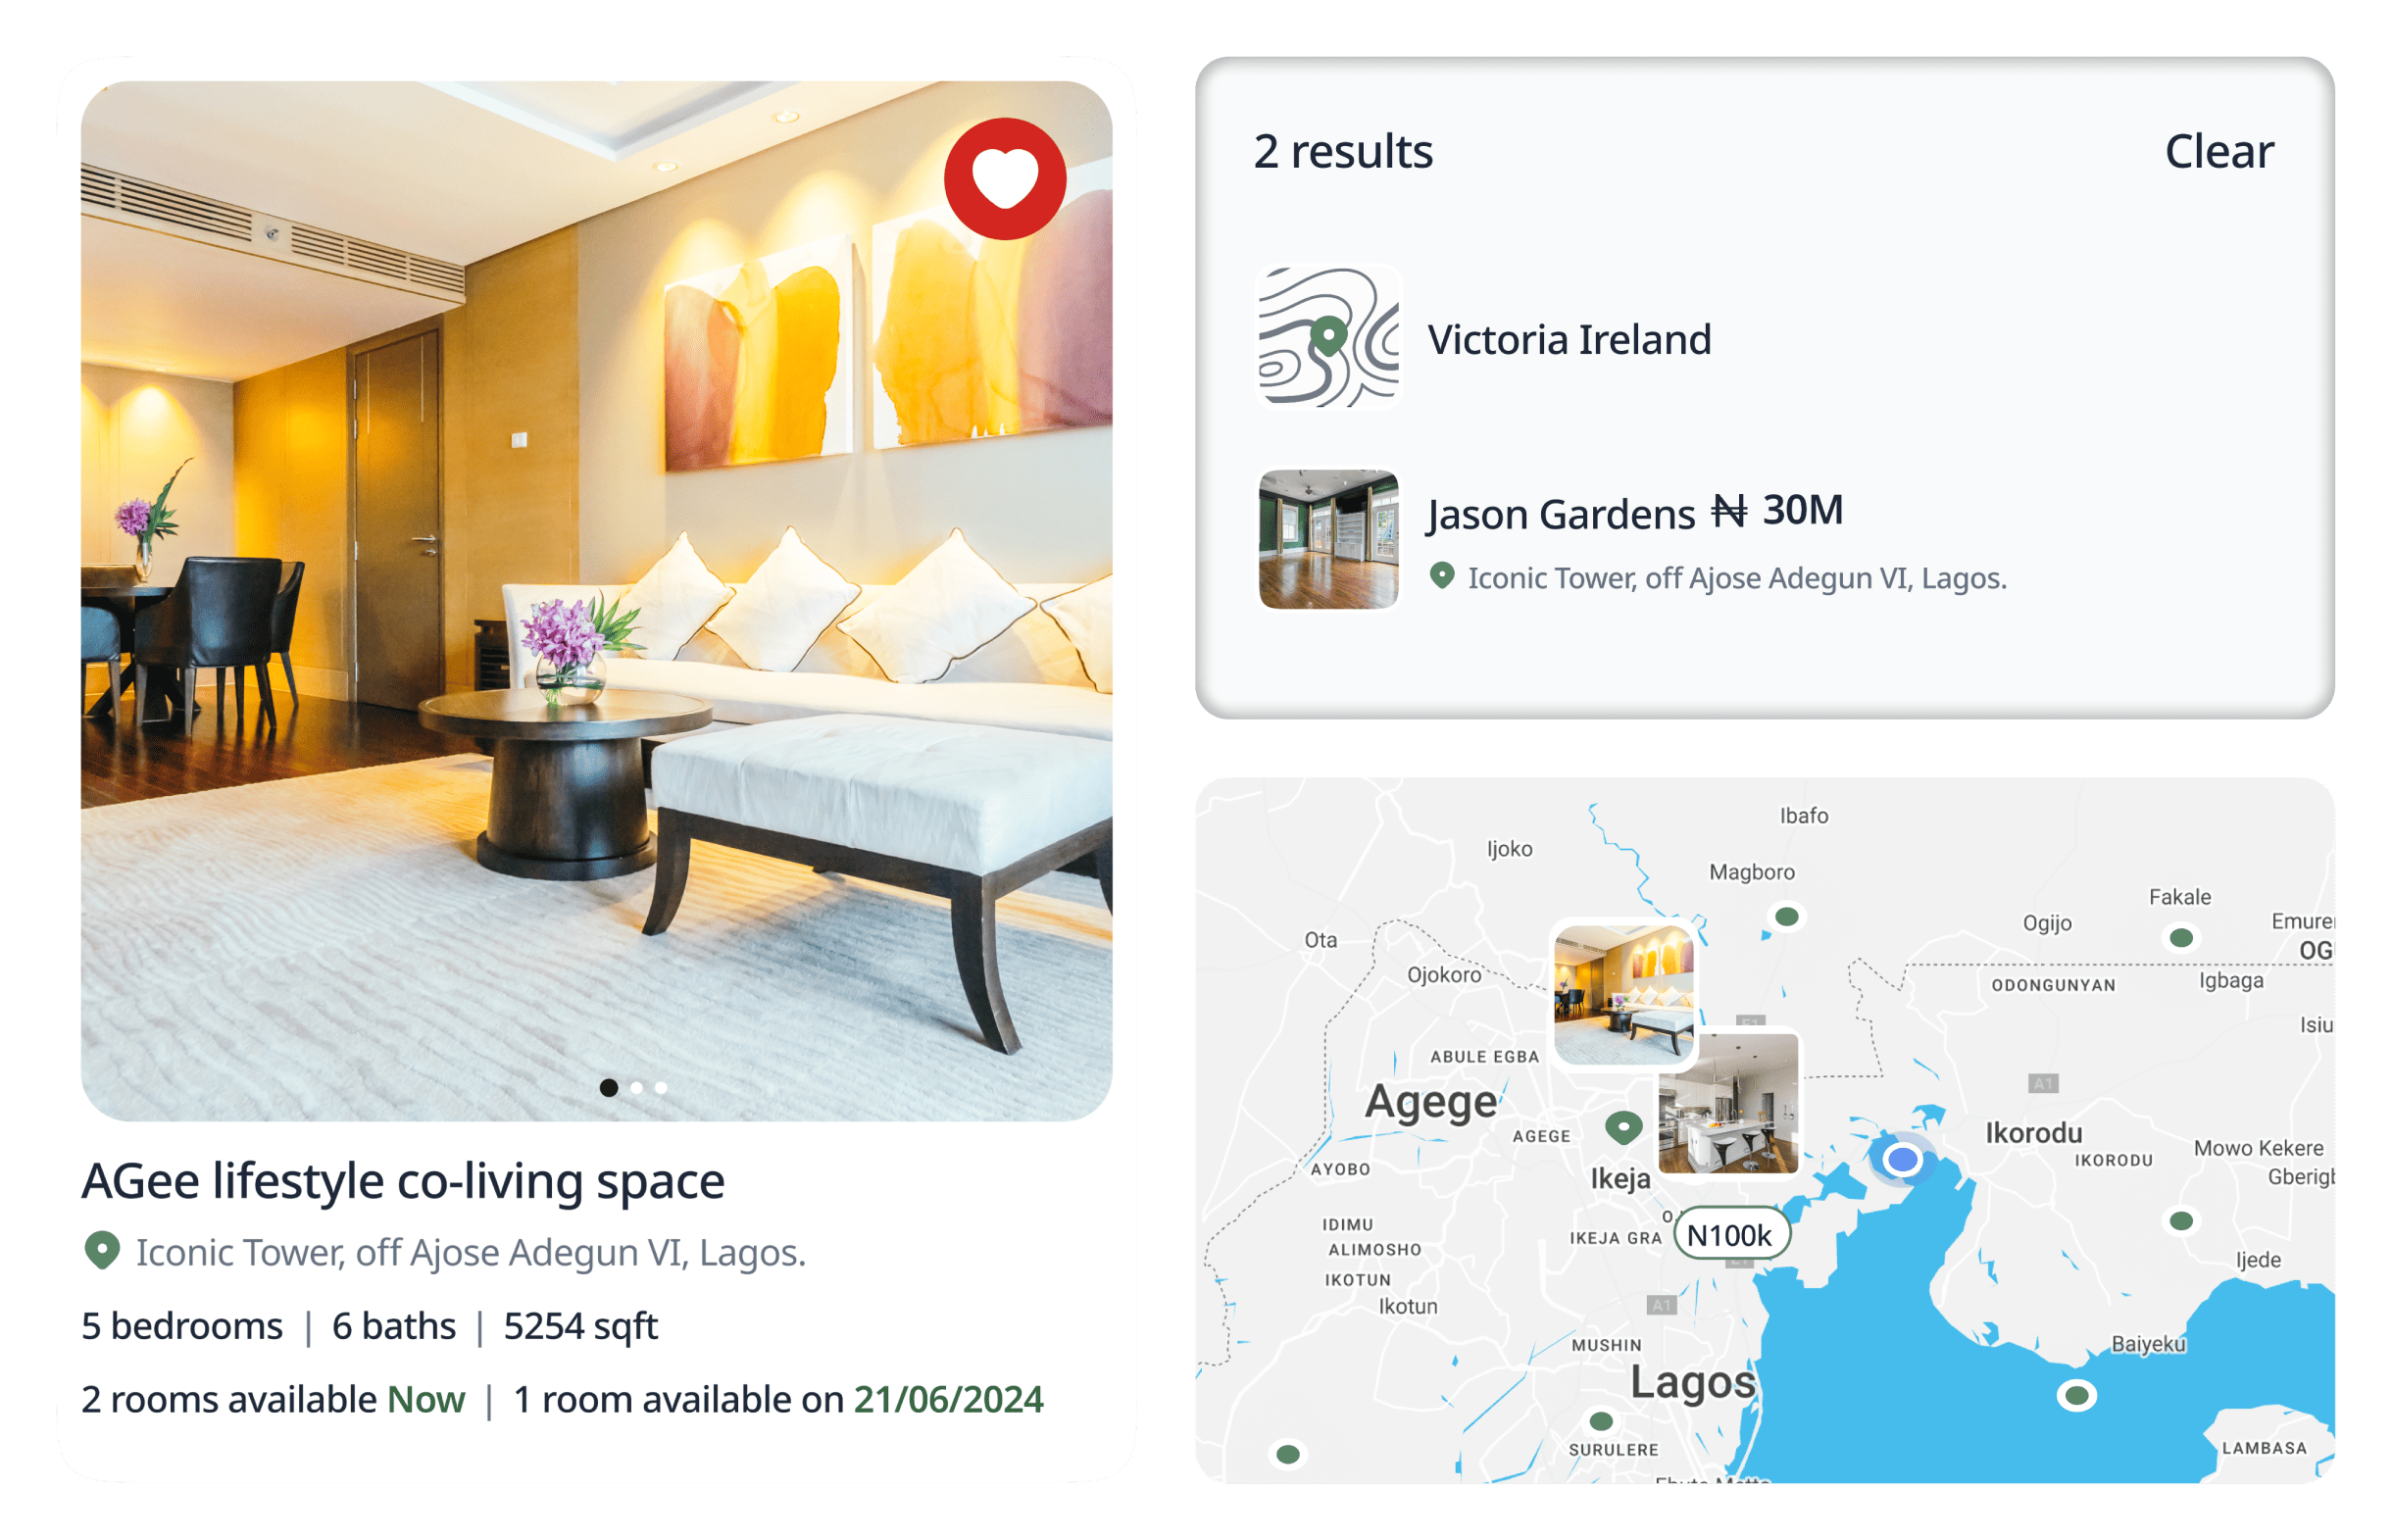 AGee lifestyle co-living space
Iconic Tower, off Ajose Adegun VI, Lagos.
5 bedrooms | 6 baths | 5254 sqft
2 rooms available Now | 1 room available on 21/06/2024
2 results
Clear
Victoria Ireland
Jason Gardens ₦ 30M
Iconic Tower, off Ajose Adegun VI, Lagos.
Ibafo
Ijoko
Magboro
Fakale
Ota
Ogijo
Emure
OG
Ojokoro
ODONGUNYAN
Igbaga
Isiu
ABULE EGBA
Agege
A1
AGEGE
Ikorodu
AYOBO
IKORODU
Mowo Kekere
Ikeja
Gberigb
IDIMU
IKEJA GRA
N100k
ALIMOSHO
Ijede
IKOTUN
Ikotun
A1
MUSHIN
Baiyeku
Lagos
SURULERE
LAMBASA